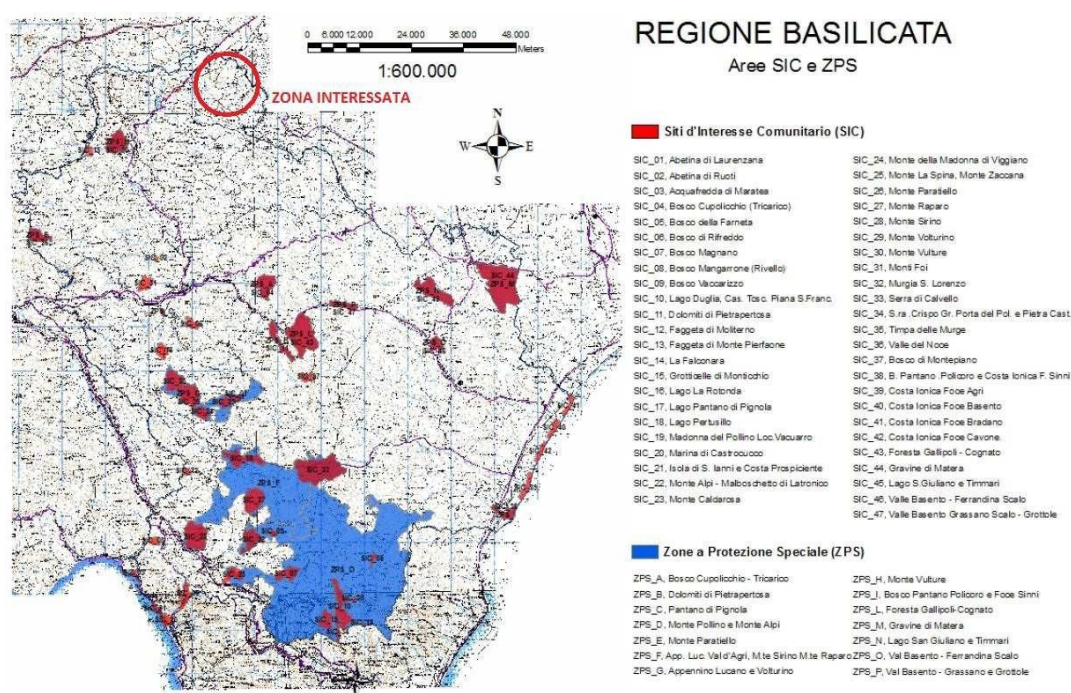 REGIONE BASILICATA
Aree SIC e ZPS
0 6.000 12.000 24.000 36.000 48.000
Meters
1:600.000
ZONA INTERESSATA
N
W E
S
Siti d'Interesse Comunitario (SIC)
SIC_01, Abetina di Laurenzana
SIC_02, Abetina di Ruoti
SIC_03, Acquafredda di Maratea
SIC_04, Bosco Cupolicchio (Tricarico)
SIC_05, Bosco della Farneta
SIC_06, Bosco di Rifreddo
SIC_07, Bosco Magnano
SIC_08, Bosco Mangarrone (Rivello)
SIC_09, Bosco Vaccarizzo
SIC_10, Lago Duglia, Cas. Tosc. Piana S.Franc.
SIC_11, Dolomiti di Pietrapertosa
SIC_12, Faggeta di Moliterno
SIC_13, Faggeta di Monte Pierfaone
SIC_14, La Falconara
SIC_15, Grotticelle di Monticchio
SIC_16, Lago La Rotonda
SIC_17, Lago Pantano di Pignola
SIC_18, Lago Pertusillo
SIC_19, Madonna del Pollino Loc.Vacuarro
SIC_20, Marina di Castrocucco
SIC_21, Isola di S. Ianni e Costa Prospiciente
SIC_22, Monte Alpi - Malboschetto di Latronico
SIC_23, Monte Caldarosa
SIC_24, Monte della Madonna di Viggiano
SIC_25, Monte La Spina, Monte Zaccana
SIC_26, Monte Paratiello
SIC_27, Monte Raparo
SIC_28, Monte Sirino
SIC_29, Monte Volturino
SIC_30, Monte Vulture
SIC_31, Monti Foi
SIC_32, Murgia S. Lorenzo
SIC_33, Serra di Calvello
SIC_34, S.ra .Crispo Gr. Porta del Pol. e Pietra Cast.
SIC_35, Timpa delle Murge
SIC_36, Valle del Noce
SIC_37, Bosco di Montepiano
SIC_38, B. Pantano .Policoro e Costa Ionica F. Sinni
SIC_39, Costa Ionica Foce Agri
SIC_40, Costa Ionica Foce Basento
SIC_41, Costa Ionica Foce Bradano
SIC_42, Costa Ionica Foce Cavone
SIC_43, Foresta Gallipoli - Cognato
SIC_44, Gravine di Matera
SIC_45, Lago S.Giuliano e Timmari
SIC_46, Valle Basento - Ferrandina Scalo
SIC_47, Valle Basento Grassano Scalo - Grottole
Zone a Protezione Speciale (ZPS)
ZPS_A, Bosco Cupolicchio - Tricarico
ZPS_B, Dolomiti di Pietrapertosa
ZPS_C, Pantano di Pignola
ZPS_D, Monte Pollino e Monte Alpi
ZPS_E, Monte Paratiello
ZPS_F, App. Luc. Val d'Agri, M.te Sirino M.te Raparo
ZPS_G, Appennino Lucano e Volturino
ZPS_H, Monte Vulture
ZPS_I, Bosco Pantano Policoro e Foce Sinni
ZPS_L, Foresta Gallipoli-Cognato
ZPS_M, Gravine di Matera
ZPS_N, Lago San Giuliano e Timmari
ZPS_O, Val Basento - Ferrandina Scalo
ZPS_P, Val Basento - Grassano e Grottole
SIC_44
ZPS_M
ZPS_F
ZPS_D